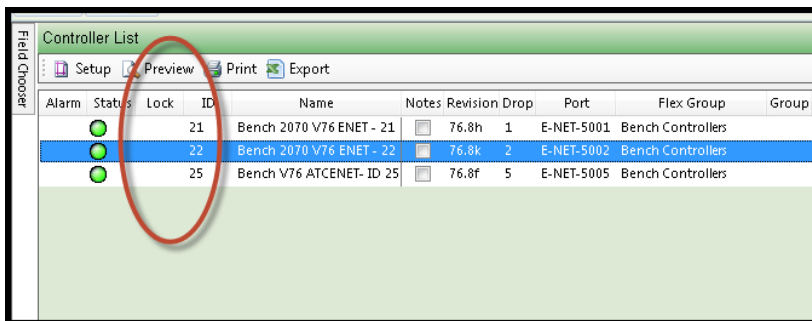 Field Chooser
Controller List
Setup Preview Print Export
Alarm Status Lock ID Name Notes Revision Drop Port Flex Group Group
21 Bench 2070 V76 ENET - 21 76.8h 1 E-NET-5001 Bench Controllers
22 Bench 2070 V76 ENET - 22 76.8k 2 E-NET-5002 Bench Controllers
25 Bench V76 ATCENET- ID 25 76.8f 5 E-NET-5005 Bench Controllers